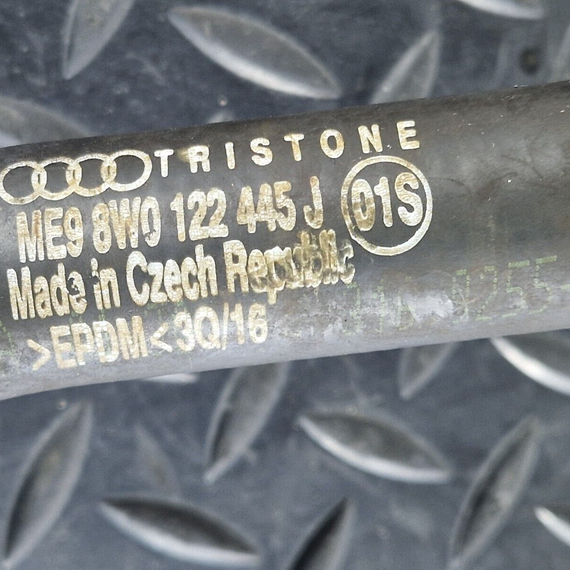 TRISTONE
ME9 8W0 122 445 J 01S
Made in Czech Republic
>EPDM<3Q/16